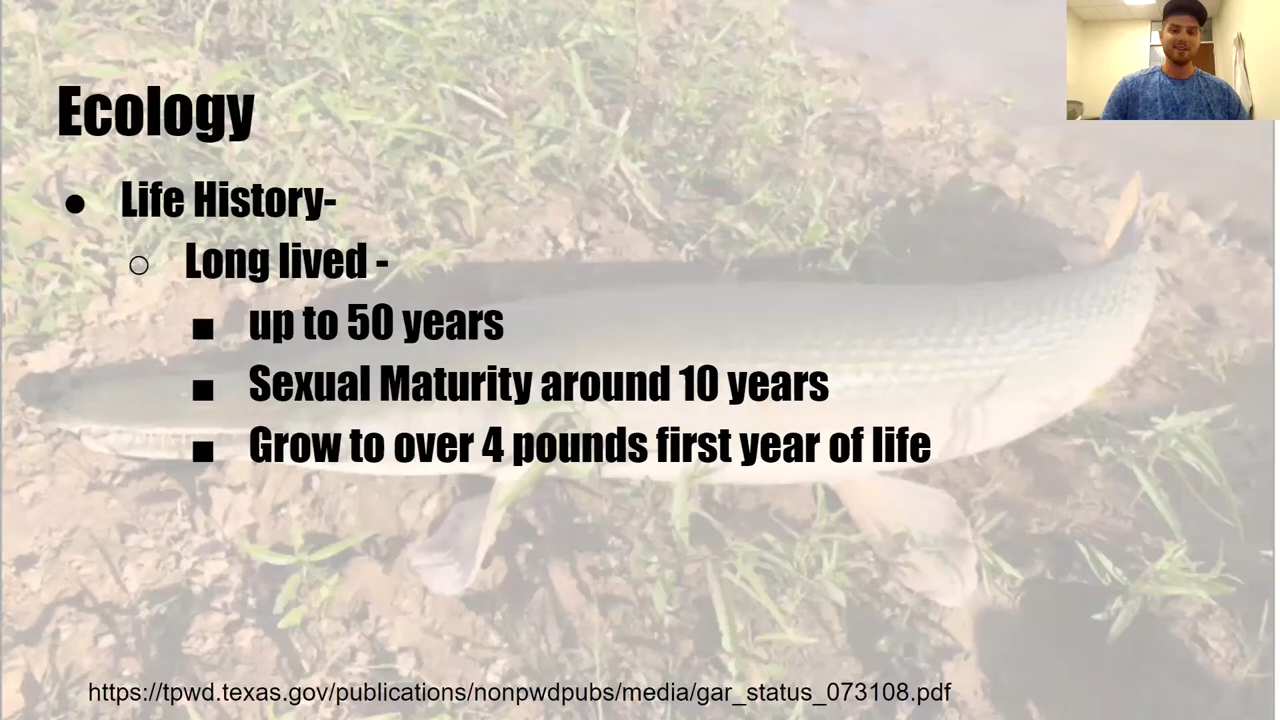 Ecology
● Life History-
○ Long lived -
■ up to 50 years
■ Sexual Maturity around 10 years
■ Grow to over 4 pounds first year of life
https://tpwd.texas.gov/publications/nonpwdpubs/media/gar_status_073108.pdf